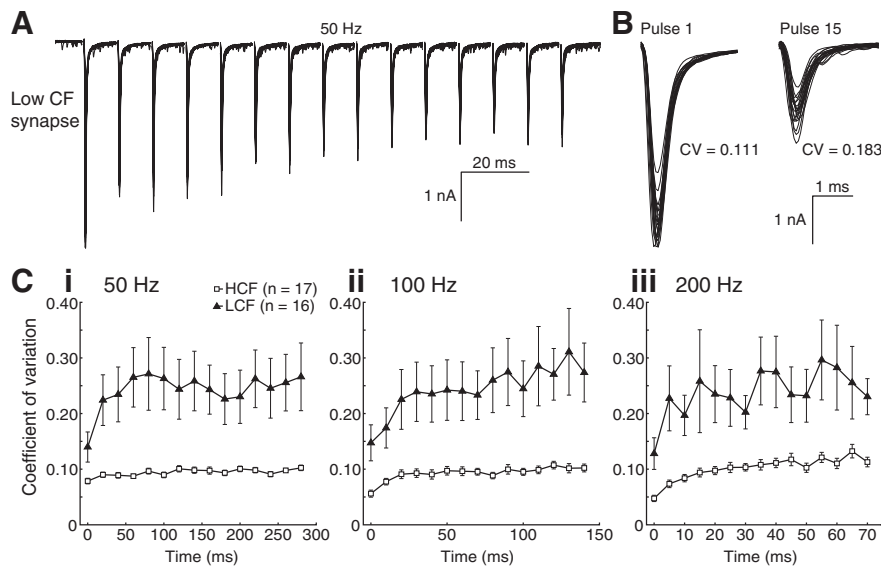 A
50 Hz
Low CF
synapse
20 ms
1 nA
B
Pulse 1
Pulse 15
CV = 0.111
CV = 0.183
1 ms
1 nA
C
i
50 Hz
HCF (n = 17)
LCF (n = 16)
Coefficient of variation
0.40
0.30
0.20
0.10
0
0 50 100 150 200 250 300
Time (ms)
ii
100 Hz
0.40
0.30
0.20
0.10
0
0 50 100 150
Time (ms)
iii
200 Hz
0.40
0.30
0.20
0.10
0
0 10 20 30 40 50 60 70
Time (ms)